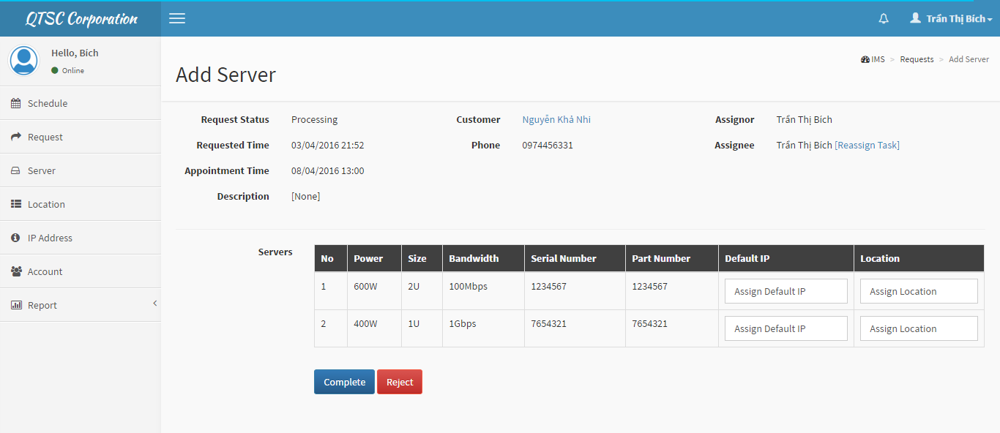 QTSC Corporation
Trần Thị Bích
Hello, Bích
Online
Schedule
Request
Server
Location
IP Address
Account
Report
IMS > Requests > Add Server
Add Server
Request Status Processing Customer Nguyễn Khả Nhi Assignor Trần Thị Bích
Requested Time 03/04/2016 21:52 Phone 0974456331 Assignee Trần Thị Bích [Reassign Task]
Appointment Time 08/04/2016 13:00
Description [None]
Servers
No Power Size Bandwidth Serial Number Part Number Default IP Location
1 600W 2U 100Mbps 1234567 1234567 Assign Default IP Assign Location
2 400W 1U 1Gbps 7654321 7654321 Assign Default IP Assign Location
Complete Reject